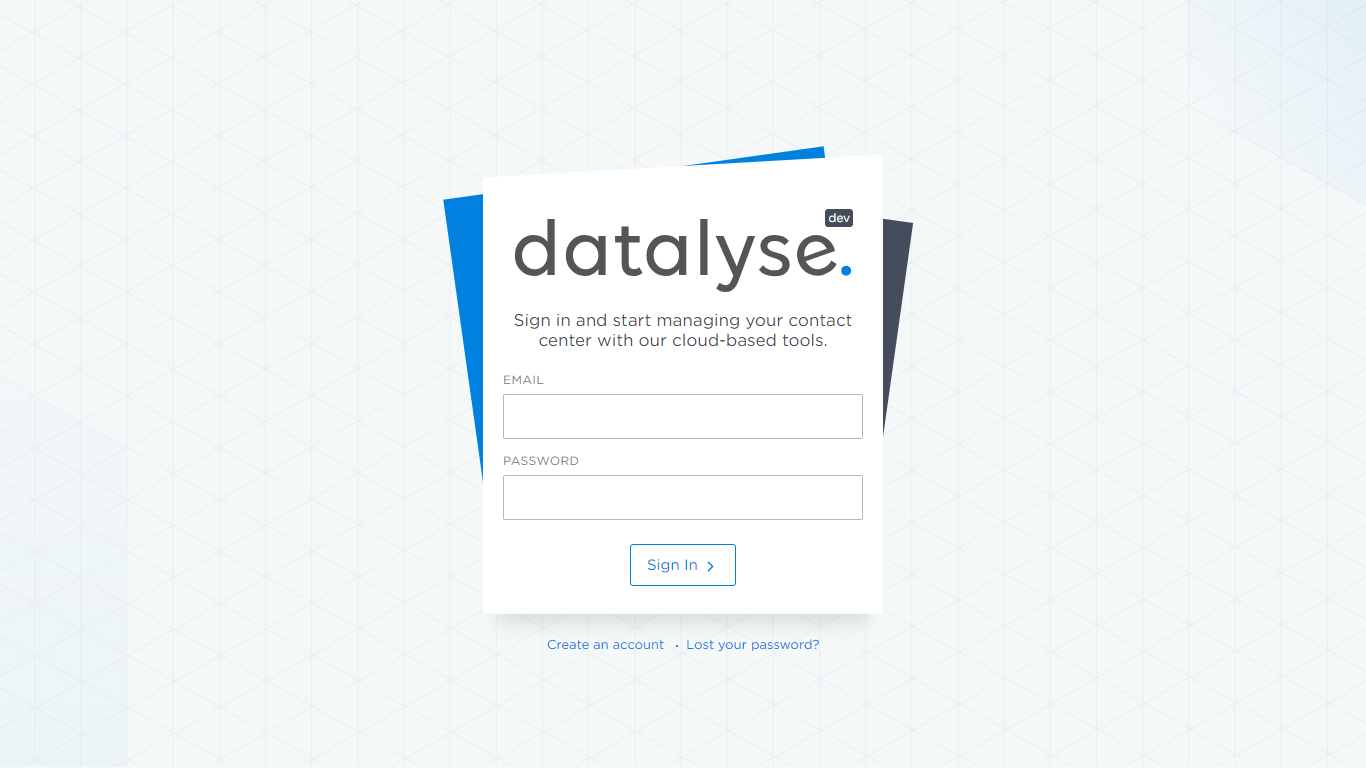 dev
datalyse.
Sign in and start managing your contact
center with our cloud-based tools.
EMAIL
PASSWORD
Sign In
Create an account · Lost your password?